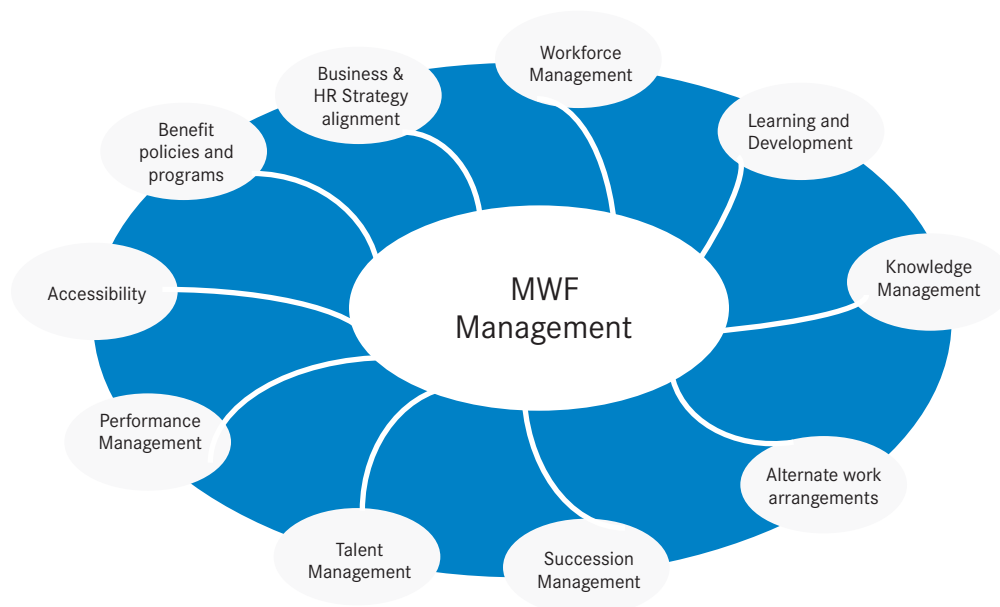 Workforce
Management
Business &
HR Strategy
alignment
Learning and
Development
Benefit
policies and
programs
Knowledge
Management
Accessibility
MWF
Management
Performance
Management
Alternate work
arrangements
Talent
Management
Succession
Management